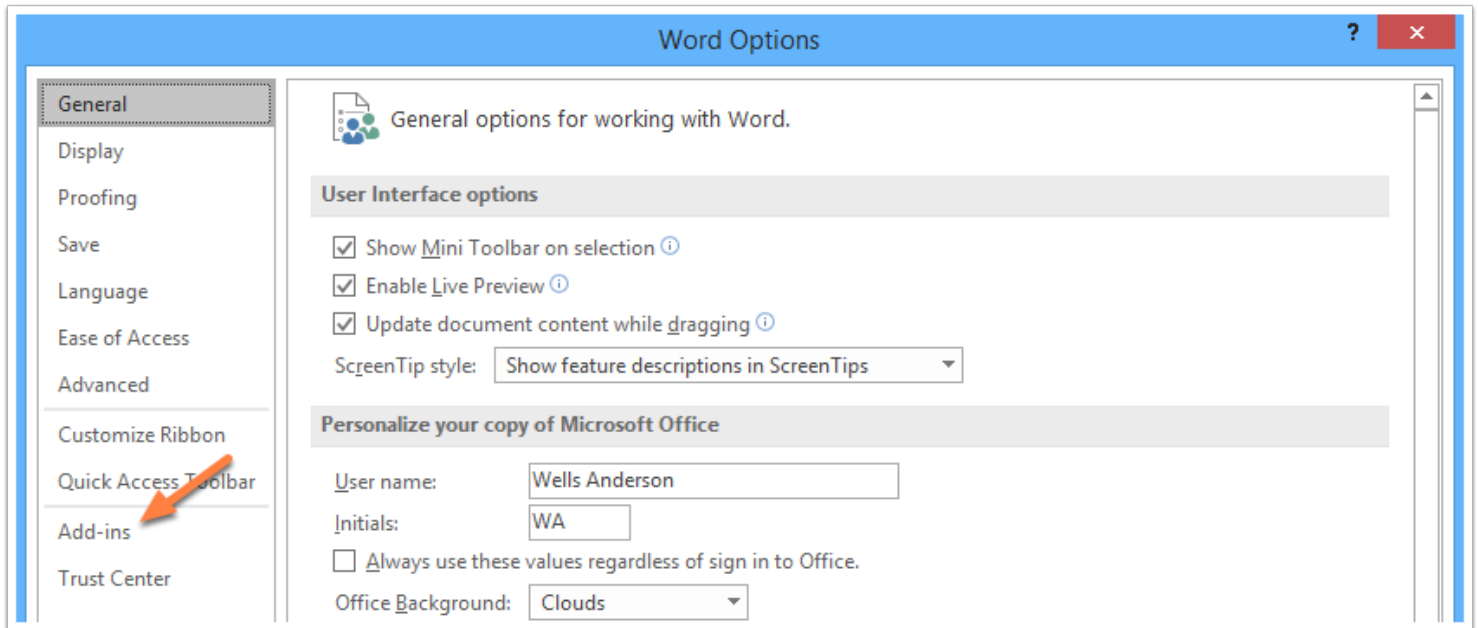 Word Options
?
General
Display
Proofing
Save
Language
Ease of Access
Advanced
Customize Ribbon
Quick Access Toolbar
Add-ins
Trust Center
General options for working with Word.
User Interface options
Show Mini Toolbar on selection
Enable Live Preview
Update document content while dragging
ScreenTip style: Show feature descriptions in ScreenTips
Personalize your copy of Microsoft Office
User name: Wells Anderson
Initials: WA
Always use these values regardless of sign in to Office.
Office Background: Clouds